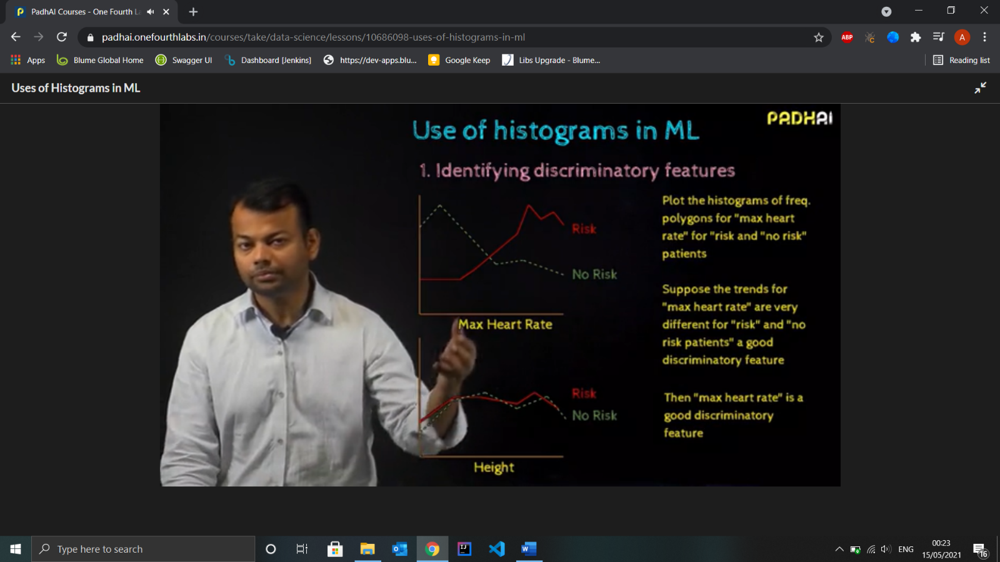 PadhAI Courses - One Fourth La
padhai.onefourthlabs.in/courses/take/data-science/lessons/10686098-uses-of-histograms-in-ml
ABP
C
A
Apps
Blume Global Home
Swagger UI
Dashboard [Jenkins]
https://dev-apps.blu...
Google Keep
Libs Upgrade - Blume...
Reading list
Uses of Histograms in ML
PADHAI
Use of histograms in ML
1. Identifying discriminatory features
Risk
No Risk
Max Heart Rate
Risk
No Risk
Height
Plot the histograms of freq.
polygons for "max heart
rate" for "risk and "no risk"
patients
Suppose the trends for
"max heart rate" are very
different for "risk" and "no
risk patients" a good
discriminatory feature
Then "max heart rate" is a
good discriminatory
feature
Type here to search
ENG
00:23
15/05/2021
16